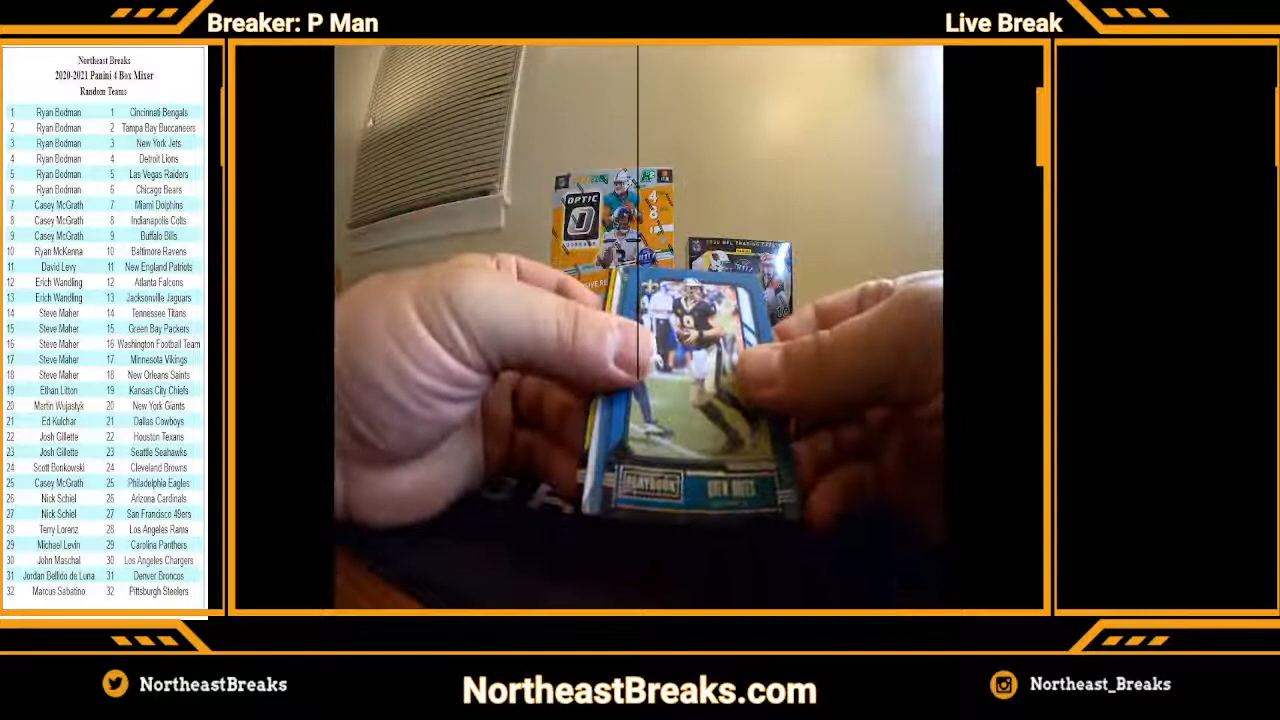 Breaker: P Man
Live Break
Northeast Breaks
2020-2021 Panini 4 Box Mixer
Random Teams
1 Ryan Bodman 1 Cincinnati Bengals
2 Ryan Bodman 2 Tampa Bay Buccaneers
3 Ryan Bodman 3 New York Jets
4 Ryan Bodman 4 Detroit Lions
5 Ryan Bodman 5 Las Vegas Raiders
6 Ryan Bodman 6 Chicago Bears
7 Casey McGrath 7 Miami Dolphins
8 Casey McGrath 8 Indianapolis Colts
9 Casey McGrath 9 Buffalo Bills
10 Ryan McKenna 10 Baltimore Ravens
11 David Levy 11 New England Patriots
12 Erich Wandling 12 Atlanta Falcons
13 Erich Wandling 13 Jacksonville Jaguars
14 Steve Maher 14 Tennessee Titans
15 Steve Maher 15 Green Bay Packers
16 Steve Maher 16 Washington Football Team
17 Steve Maher 17 Minnesota Vikings
18 Steve Maher 18 New Orleans Saints
19 Ethan Litton 19 Kansas City Chiefs
20 Martin Wujastyk 20 New York Giants
21 Ed Kulchar 21 Dallas Cowboys
22 Josh Gillette 22 Houston Texans
23 Josh Gillette 23 Seattle Seahawks
24 Scott Bonkowski 24 Cleveland Browns
25 Casey McGrath 25 Philadelphia Eagles
26 Nick Schiel 26 Arizona Cardinals
27 Nick Schiel 27 San Francisco 49ers
28 Terry Lorenz 28 Los Angeles Rams
29 Michael Levin 29 Carolina Panthers
30 John Maschal 30 Los Angeles Chargers
31 Jordan Bellido de Luna 31 Denver Broncos
32 Marcus Sabatino 32 Pittsburgh Steelers
OPTIC
4
8
PLAYBOOK
DREW BREES
NortheastBreaks
NortheastBreaks.com
Northeast_Breaks